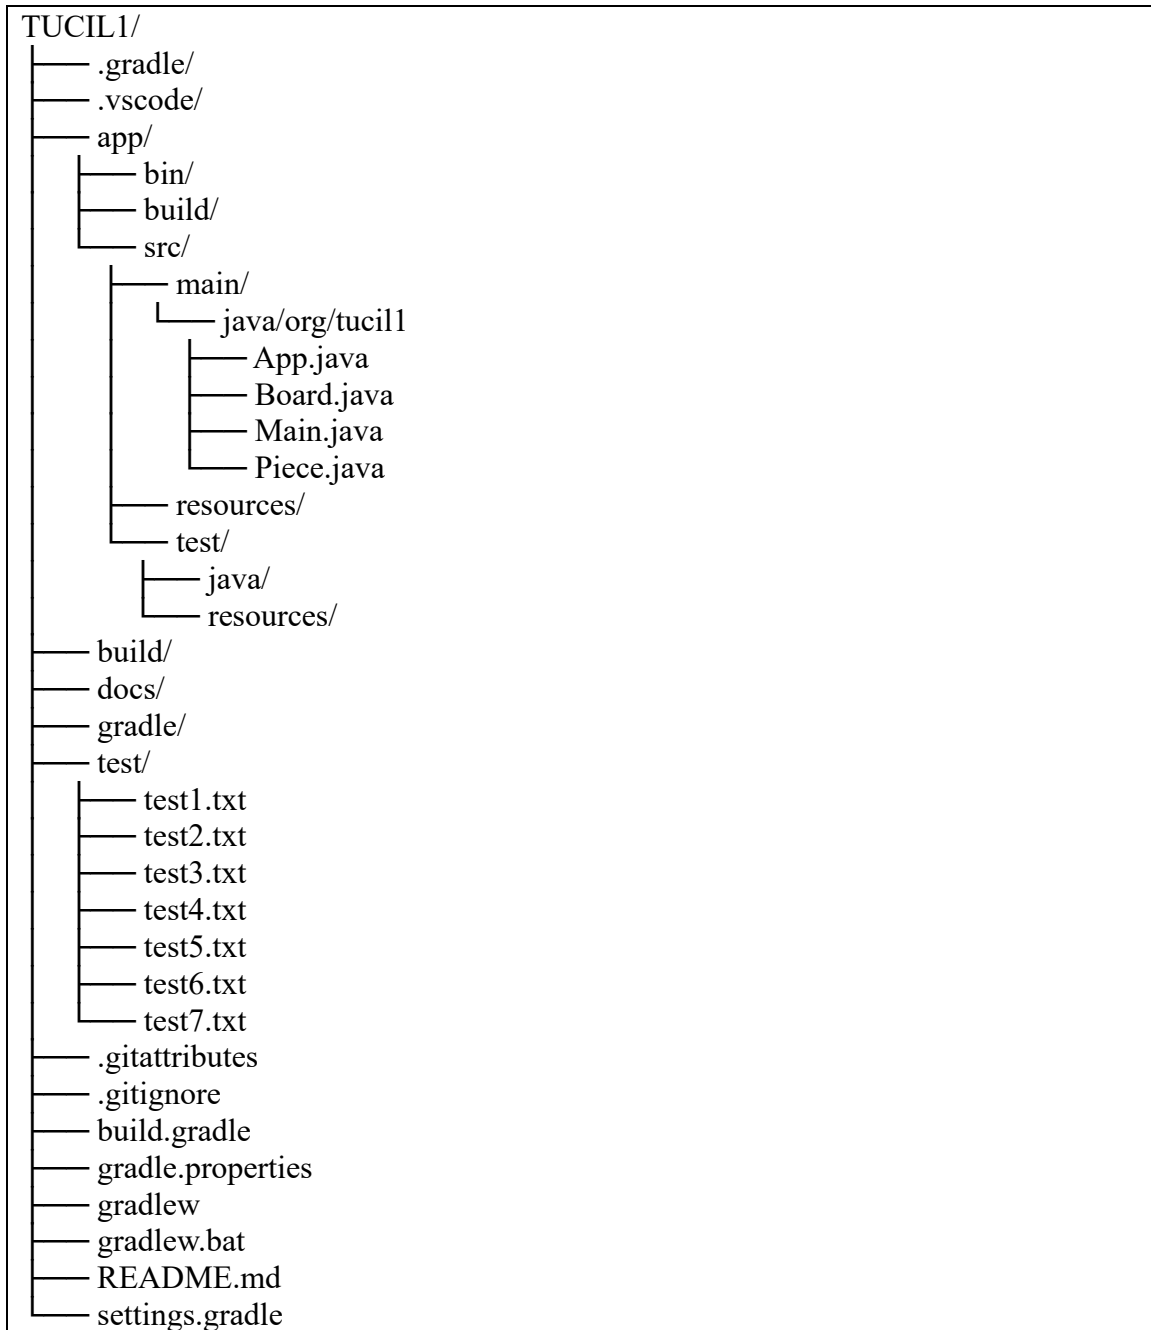 TUCIL1/
.gradle/
.vscode/
app/
bin/
build/
src/
main/
java/org/tucil1
App.java
Board.java
Main.java
Piece.java
resources/
test/
java/
resources/
build/
docs/
gradle/
test/
test1.txt
test2.txt
test3.txt
test4.txt
test5.txt
test6.txt
test7.txt
.gitattributes
.gitignore
build.gradle
gradle.properties
gradlew
gradlew.bat
README.md
settings.gradle